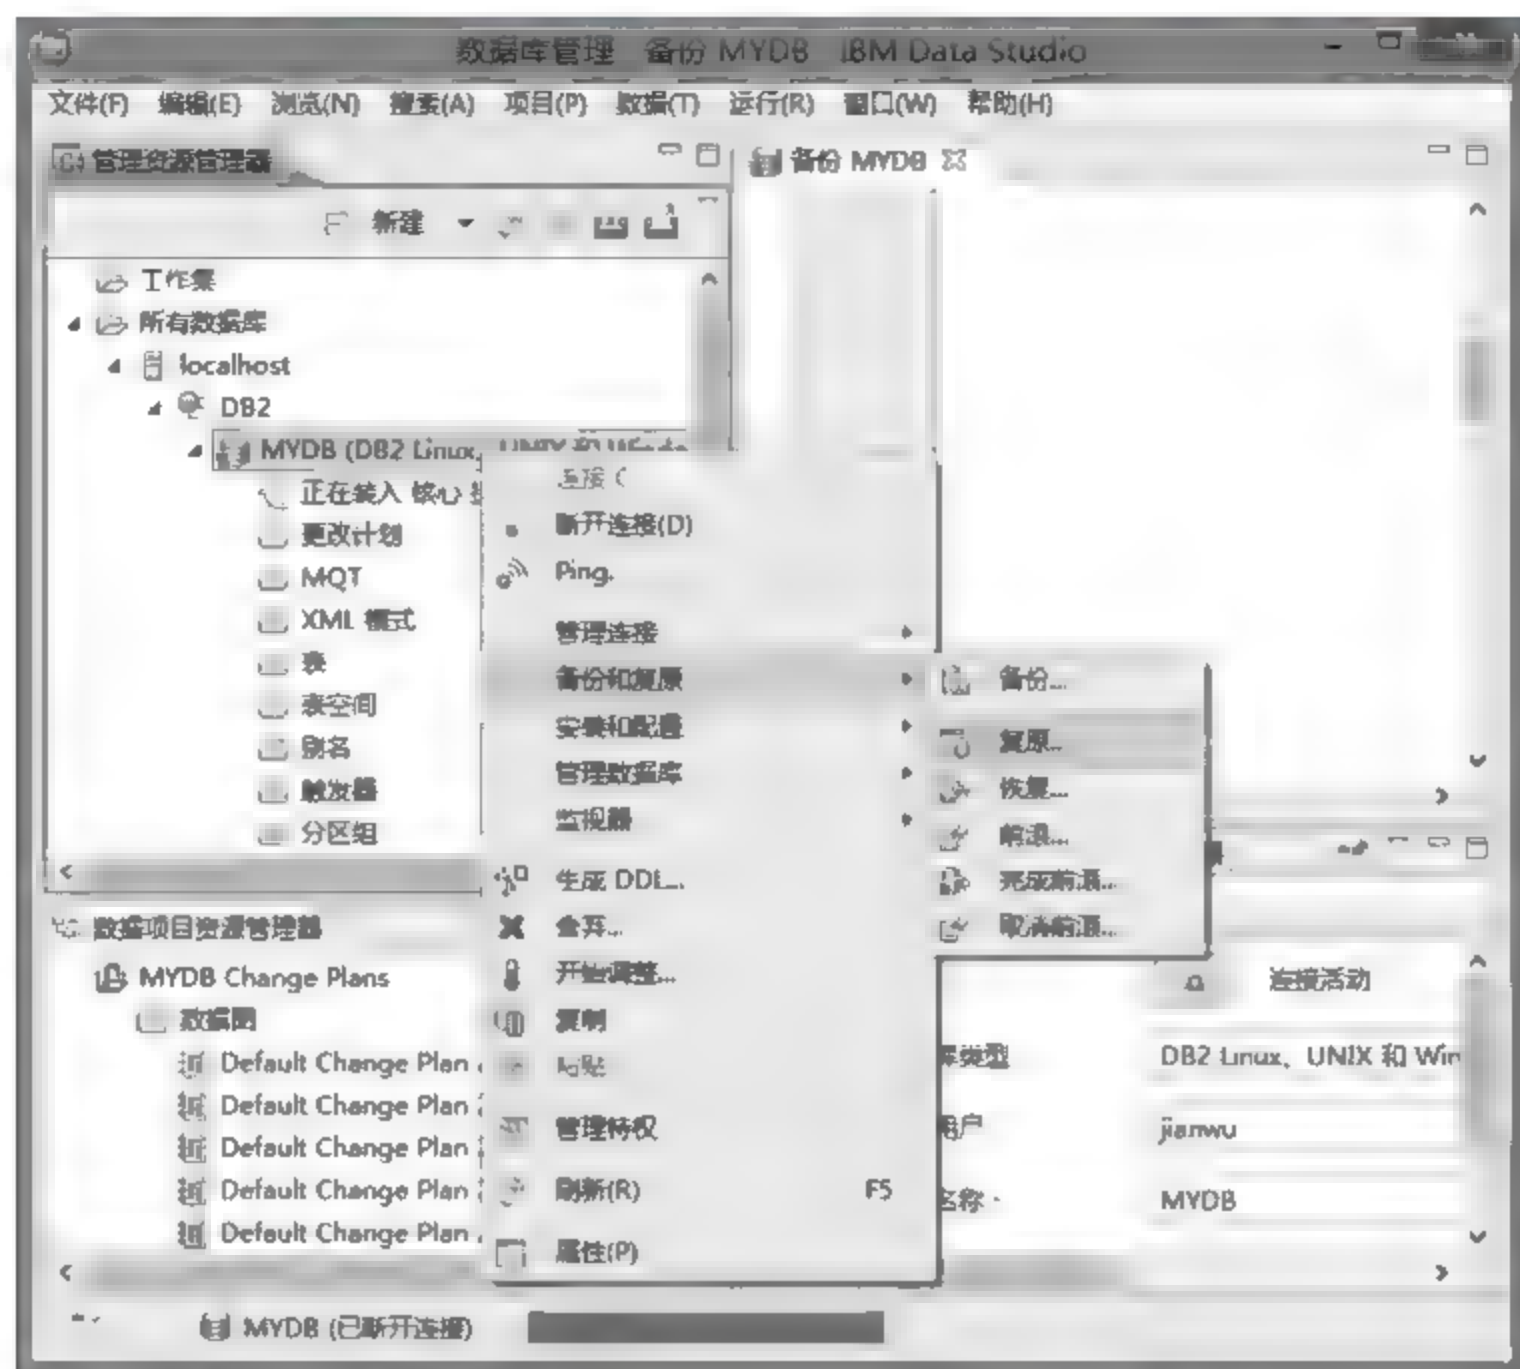 数据库管理 备份 MYDB IBM Data Studio
文件(F) 编辑(E) 浏览(N) 搜索(A) 项目(P) 数据(T) 运行(R) 窗口(W) 帮助(H)
管理资源管理器
备份 MYDB
新建
工作集
所有数据库
localhost
DB2
MYDB (DB2 Linux,
正在装入 核心
更改计划
MQT
XML 模式
表
表空间
别名
触发器
分区组
连接
断开连接(D)
Ping.
管理连接
备份和复原
安装和配置
管理数据库
监视器
生成 DDL...
舍弃...
开始调整...
复制
粘贴
管理特权
刷新(R) F5
属性(P)
备份...
复原...
恢复...
前滚...
完成前滚...
取消前滚...
数据项目资源管理器
MYDB Change Plans
数据图
Default Change Plan
Default Change Plan
Default Change Plan
Default Change Plan
Default Change Plan
连接活动
库类型 DB2 Linux、UNIX 和 Win
用户 jianwu
名称 MYDB
MYDB (已断开连接)